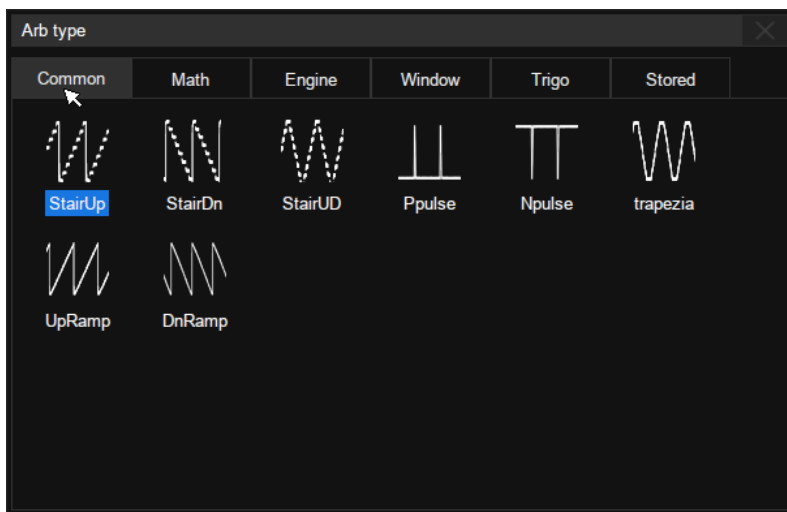 Arb type
Common Math Engine Window Trigo Stored
StairUp StairDn StairUD Ppulse Npulse trapezia
UpRamp DnRamp